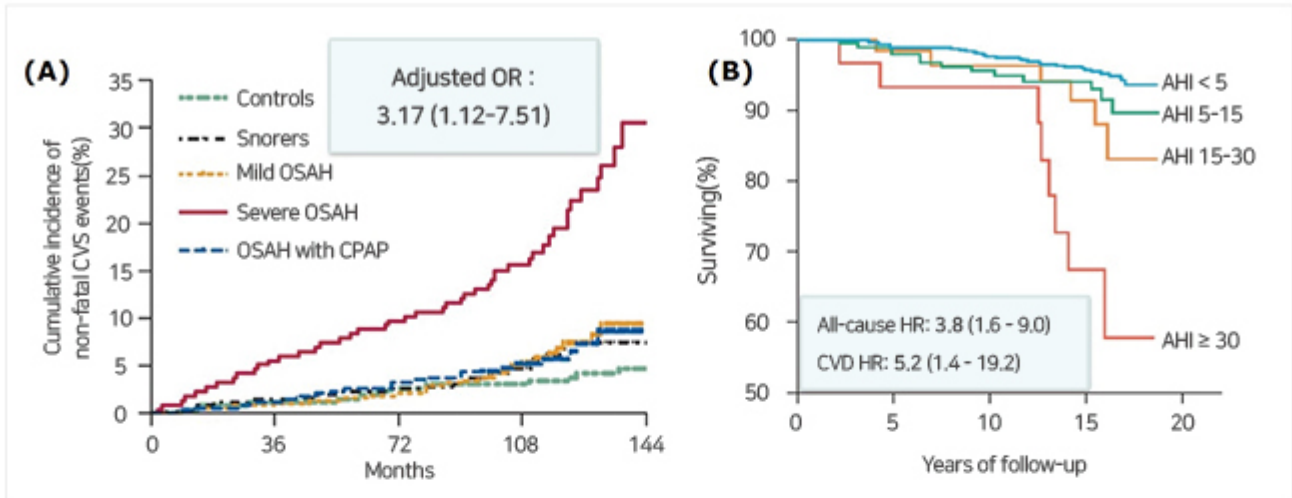 (A)
Adjusted OR :
3.17 (1.12-7.51)
Cumulative incidence of
non-fatal CVS events(%)
35
30
25
20
15
10
5
0
Controls
Snorers
Mild OSAH
Severe OSAH
OSAH with CPAP
0 36 72 108 144
Months
(B)
Surviving(%)
100
90
80
70
60
50
AHI < 5
AHI 5-15
AHI 15-30
AHI ≥ 30
All-cause HR: 3.8 (1.6 - 9.0)
CVD HR: 5.2 (1.4 - 19.2)
0 5 10 15 20
Years of follow-up